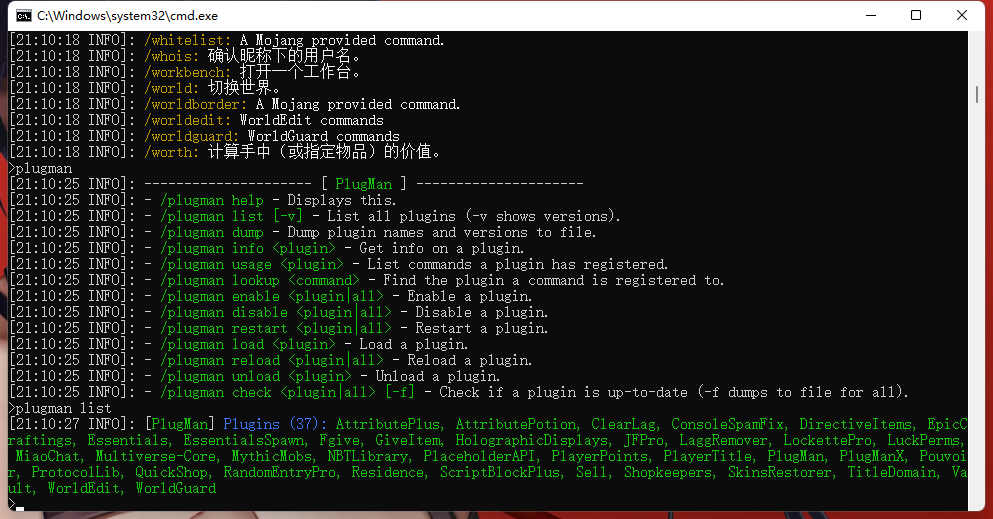 C:\Windows\system32\cmd.exe
[21:10:18 INFO]: /whitelist: A Mojang provided command.
[21:10:18 INFO]: /whois: 确认昵称下的用户名。
[21:10:18 INFO]: /workbench: 打开一个工作台。
[21:10:18 INFO]: /world: 切换世界。
[21:10:18 INFO]: /worldborder: A Mojang provided command.
[21:10:18 INFO]: /worldedit: WorldEdit commands
[21:10:18 INFO]: /worldguard: WorldGuard commands
[21:10:18 INFO]: /worth: 计算手中（或指定物品）的价值。
>plugman
[21:10:25 INFO]: --------------------- [ PlugMan ] ---------------------
[21:10:25 INFO]: - /plugman help - Displays this.
[21:10:25 INFO]: - /plugman list [-v] - List all plugins (-v shows versions).
[21:10:25 INFO]: - /plugman dump - Dump plugin names and versions to file.
[21:10:25 INFO]: - /plugman info <plugin> - Get info on a plugin.
[21:10:25 INFO]: - /plugman usage <plugin> - List commands a plugin has registered.
[21:10:25 INFO]: - /plugman lookup <command> - Find the plugin a command is registered to.
[21:10:25 INFO]: - /plugman enable <plugin|all> - Enable a plugin.
[21:10:25 INFO]: - /plugman disable <plugin|all> - Disable a plugin.
[21:10:25 INFO]: - /plugman restart <plugin|all> - Restart a plugin.
[21:10:25 INFO]: - /plugman load <plugin> - Load a plugin.
[21:10:25 INFO]: - /plugman reload <plugin|all> - Reload a plugin.
[21:10:25 INFO]: - /plugman unload <plugin> - Unload a plugin.
[21:10:25 INFO]: - /plugman check <plugin|all> [-f] - Check if a plugin is up-to-date (-f dumps to file for all).
>plugman list
[21:10:27 INFO]: [PlugMan] Plugins (37): AttributePlus, AttributePotion, ClearLag, ConsoleSpamFix, DirectiveItems, EpicC
raftings, Essentials, EssentialsSpawn, Fgive, GiveItem, HolographicDisplays, JFPro, LaggRemover, LockettePro, LuckPerms,
MiaoChat, Multiverse-Core, MythicMobs, NBTLibrary, PlaceholderAPI, PlayerPoints, PlayerTitle, PlugMan, PlugManX, Pouvoi
r, ProtocolLib, QuickShop, RandomEntryPro, Residence, ScriptBlockPlus, Sell, Shopkeepers, SkinsRestorer, TitleDomain, Va
ult, WorldEdit, WorldGuard
>